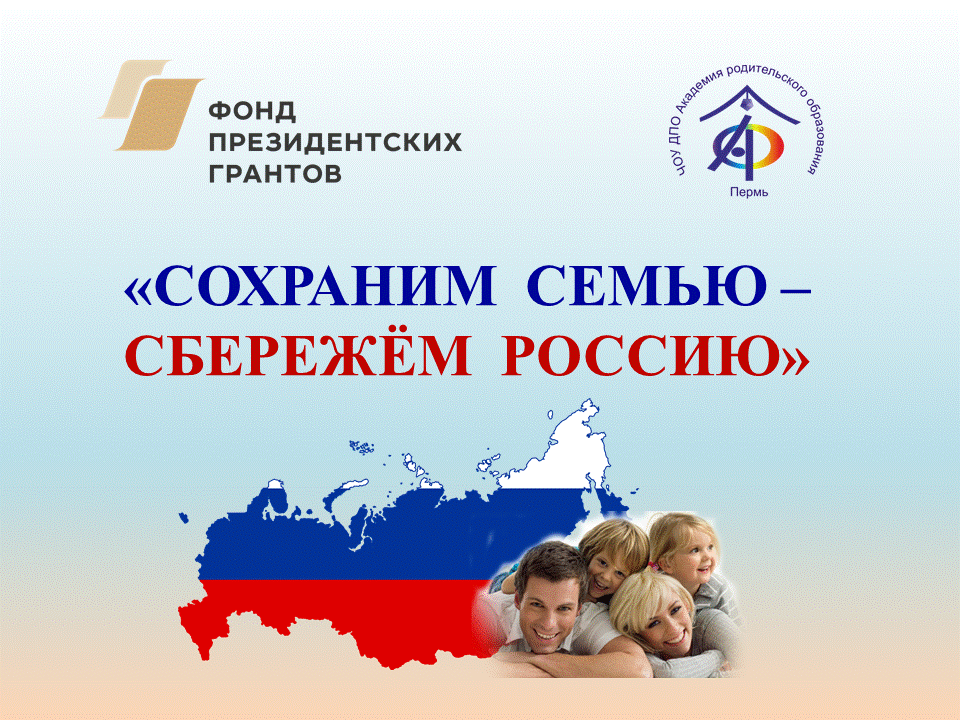 ФОНД
ПРЕЗИДЕНТСКИХ
ГРАНТОВ
ЧОУ ДПО Академия родительского образования
Пермь
«СОХРАНИМ СЕМЬЮ –
СБЕРЕЖЁМ РОССИЮ»